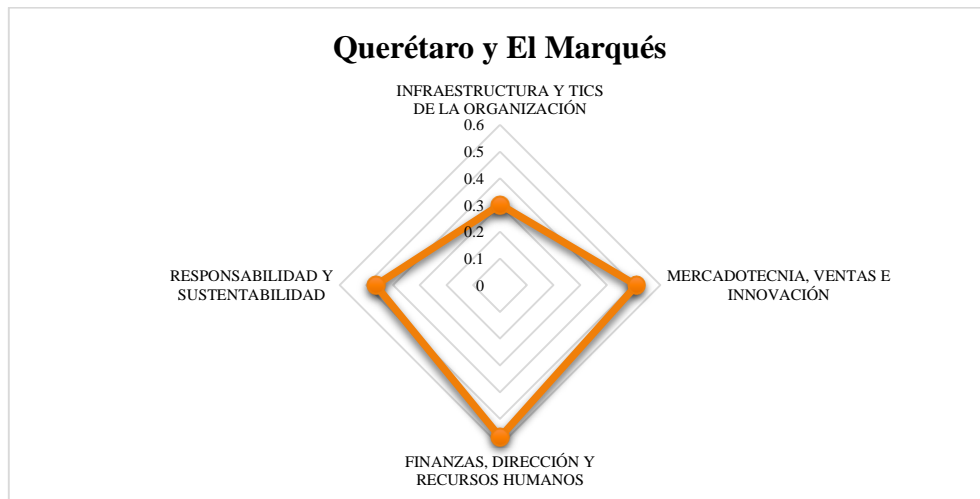 Querétaro y El Marqués
INFRAESTRUCTURA Y TICS
DE LA ORGANIZACIÓN
0.6
0.5
0.4
0.3
0.2
0.1
0
RESPONSABILIDAD Y
SUSTENTABILIDAD
MERCADOTECNIA, VENTAS E
INNOVACIÓN
FINANZAS, DIRECCIÓN Y
RECURSOS HUMANOS